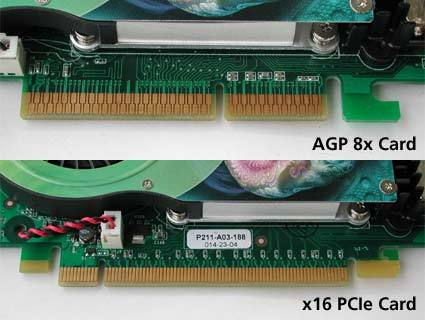 AGP 8x Card
P211-A03-188
014-23-04
x16 PCIe Card